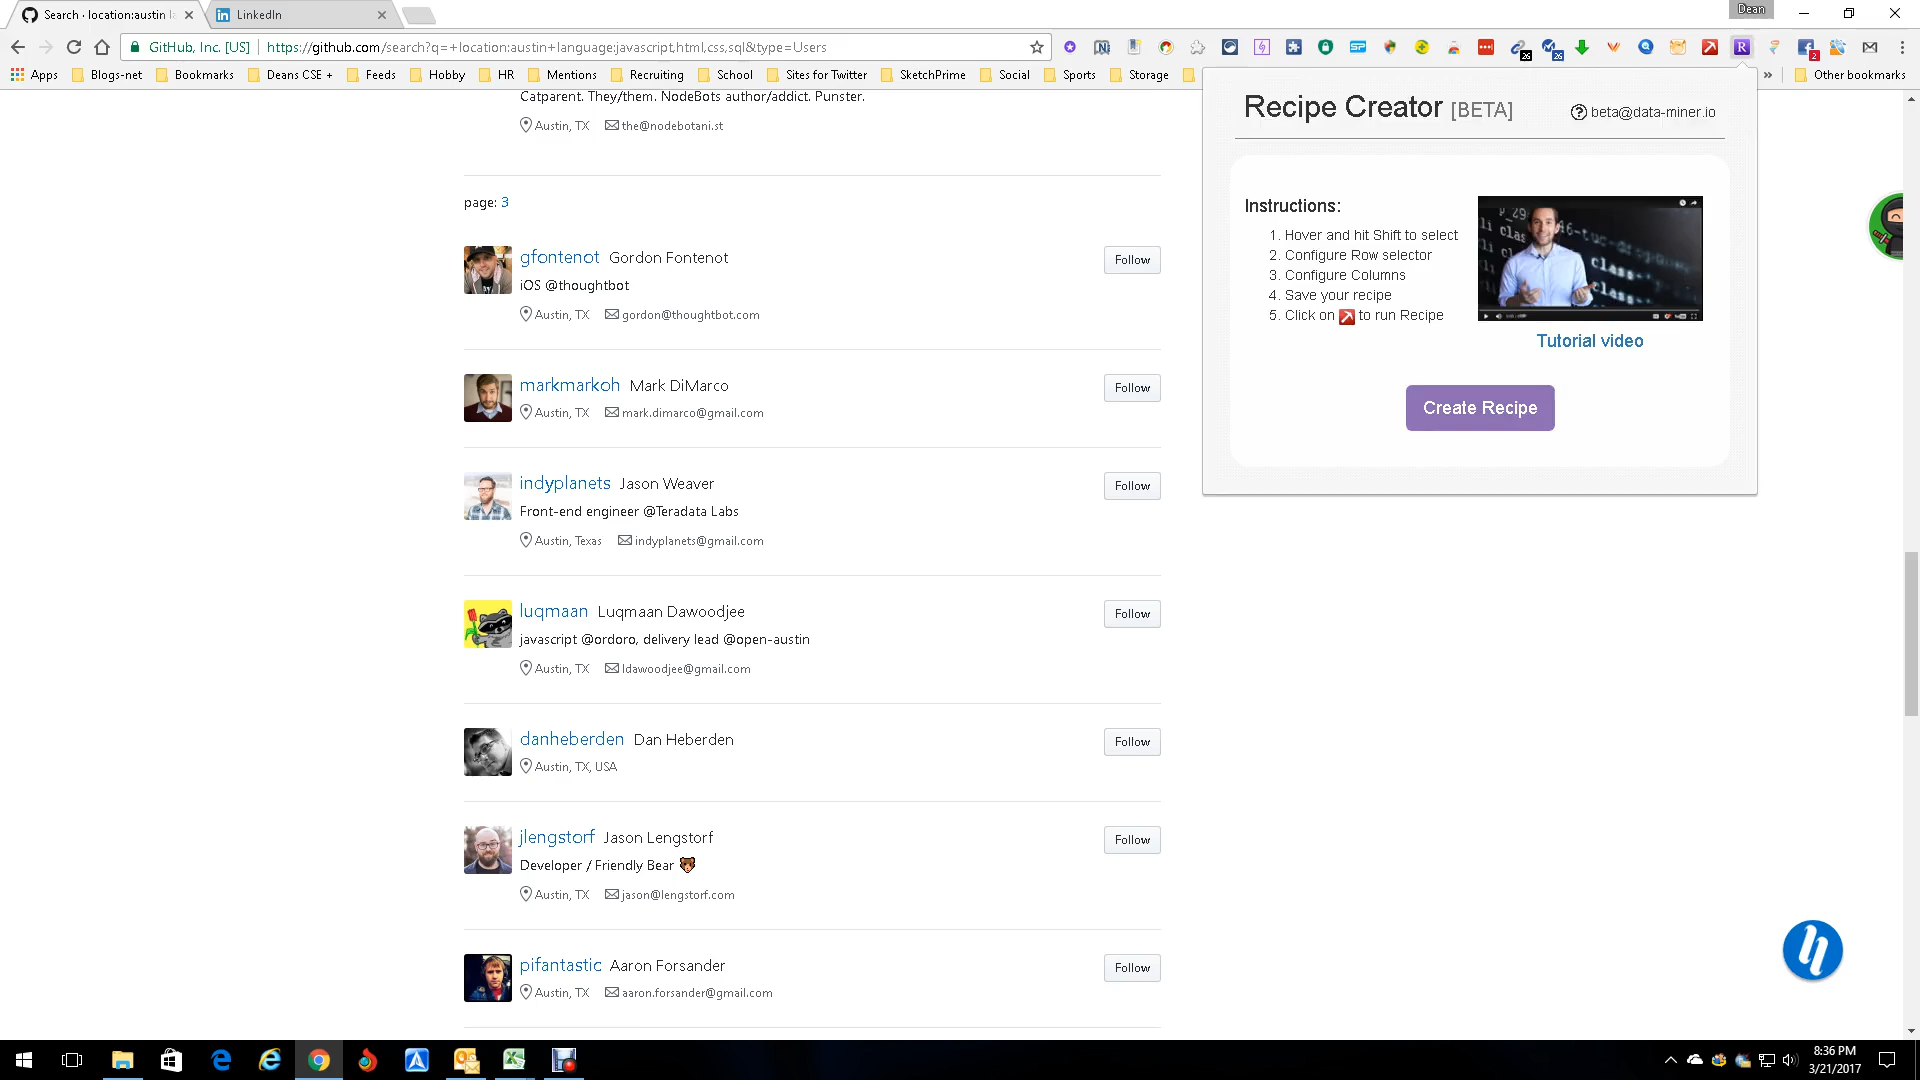 Search · location:austin la
LinkedIn
Dean
GitHub, Inc. [US]
https://github.com/search?q=+location:austin+language:javascript,html,css,sql&type=Users
Apps
Blogs-net
Bookmarks
Deans CSE +
Feeds
Hobby
HR
Mentions
Recruiting
School
Sites for Twitter
SketchPrime
Social
Sports
Storage
»
Other bookmarks
Catparent. They/them. NodeBots author/addict. Punster.
Austin, TX the@nodebotani.st
page: 3
gfontenot Gordon Fontenot
Follow
iOS @thoughtbot
Austin, TX gordon@thoughtbot.com
markmarkoh Mark DiMarco
Follow
Austin, TX mark.dimarco@gmail.com
indyplanets Jason Weaver
Follow
Front-end engineer @Teradata Labs
Austin, Texas indyplanets@gmail.com
luqmaan Luqmaan Dawoodjee
Follow
javascript @ordoro, delivery lead @open-austin
Austin, TX ldawoodjee@gmail.com
danheberden Dan Heberden
Follow
Austin, TX, USA
jlengstorf Jason Lengstorf
Follow
Developer / Friendly Bear 🐻
Austin, TX jason@lengstorf.com
pifantastic Aaron Forsander
Follow
Austin, TX aaron.forsander@gmail.com
Recipe Creator [BETA]
beta@data-miner.io
Instructions:
1. Hover and hit Shift to select
2. Configure Row selector
3. Configure Columns
4. Save your recipe
5. Click on to run Recipe
Tutorial video
Create Recipe
8:36 PM
3/21/2017